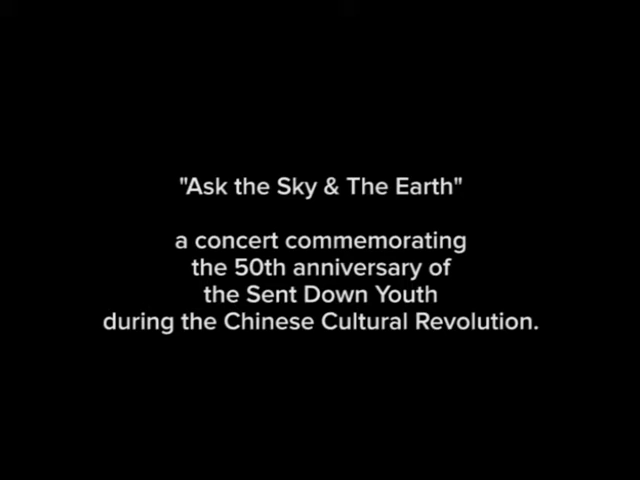 "Ask the Sky & The Earth"
a concert commemorating
the 50th anniversary of
the Sent Down Youth
during the Chinese Cultural Revolution.